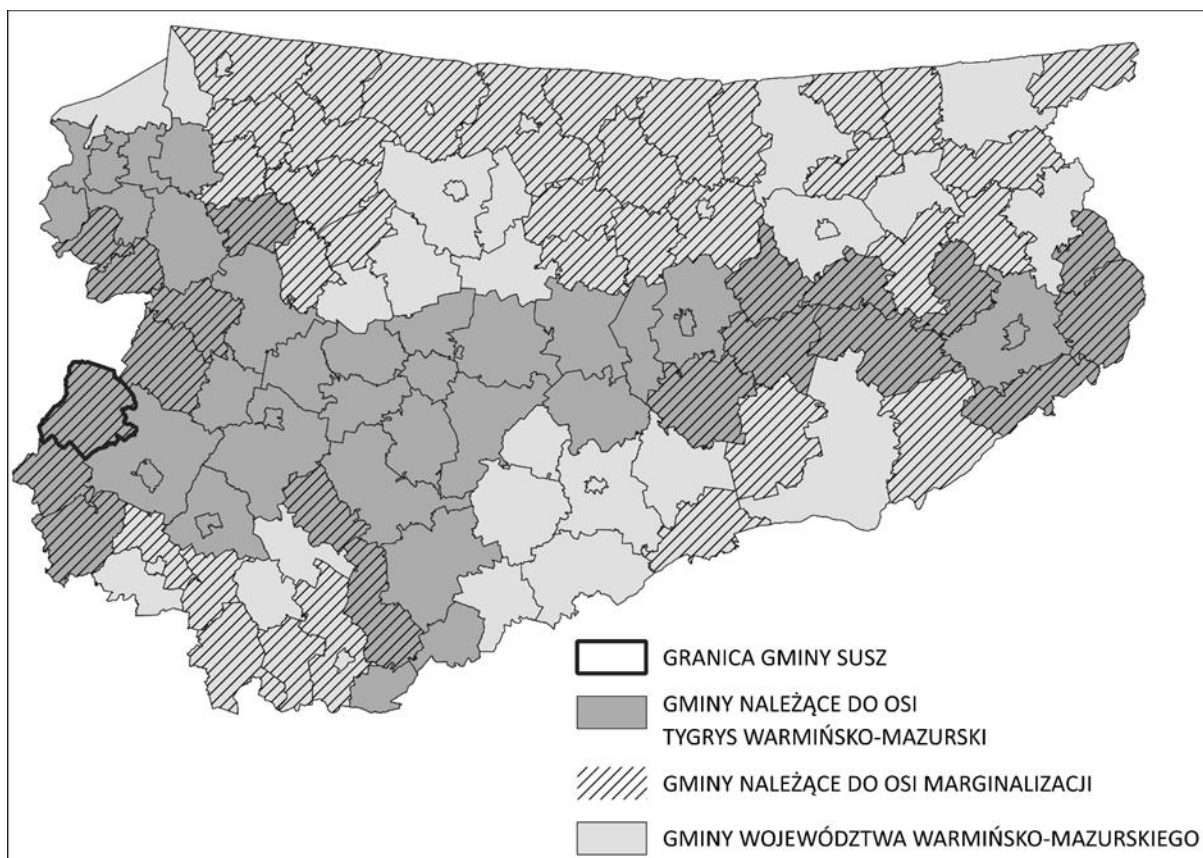 GRANICA GMINY SUSZ
GMINY NALEŻĄCE DO OSI
TYGRYS WARMIŃSKO-MAZURSKI
GMINY NALEŻĄCE DO OSI MARGINALIZACJI
GMINY WOJEWÓDZTWA WARMIŃSKO-MAZURSKIEGO